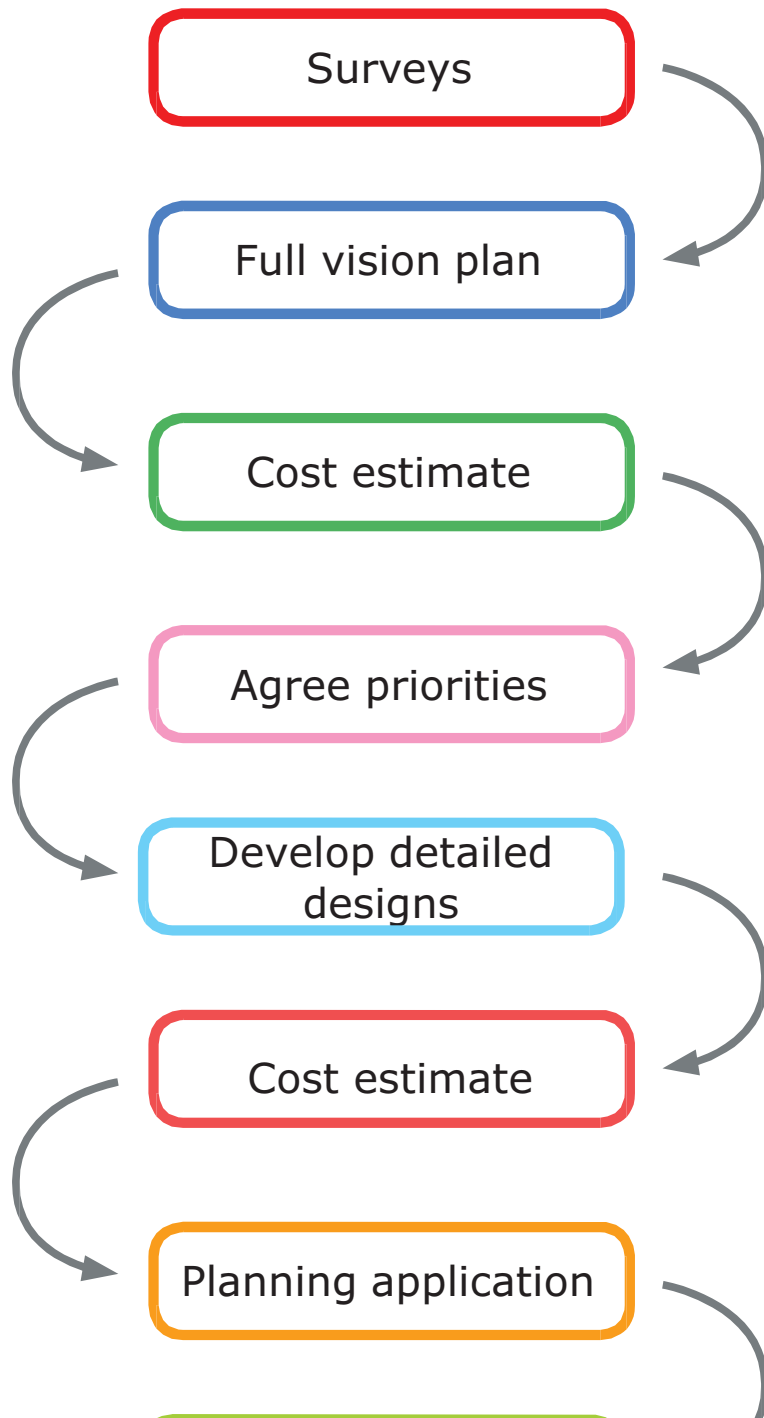 Surveys
Full vision plan
Cost estimate
Agree priorities
Develop detailed
designs
Cost estimate
Planning application